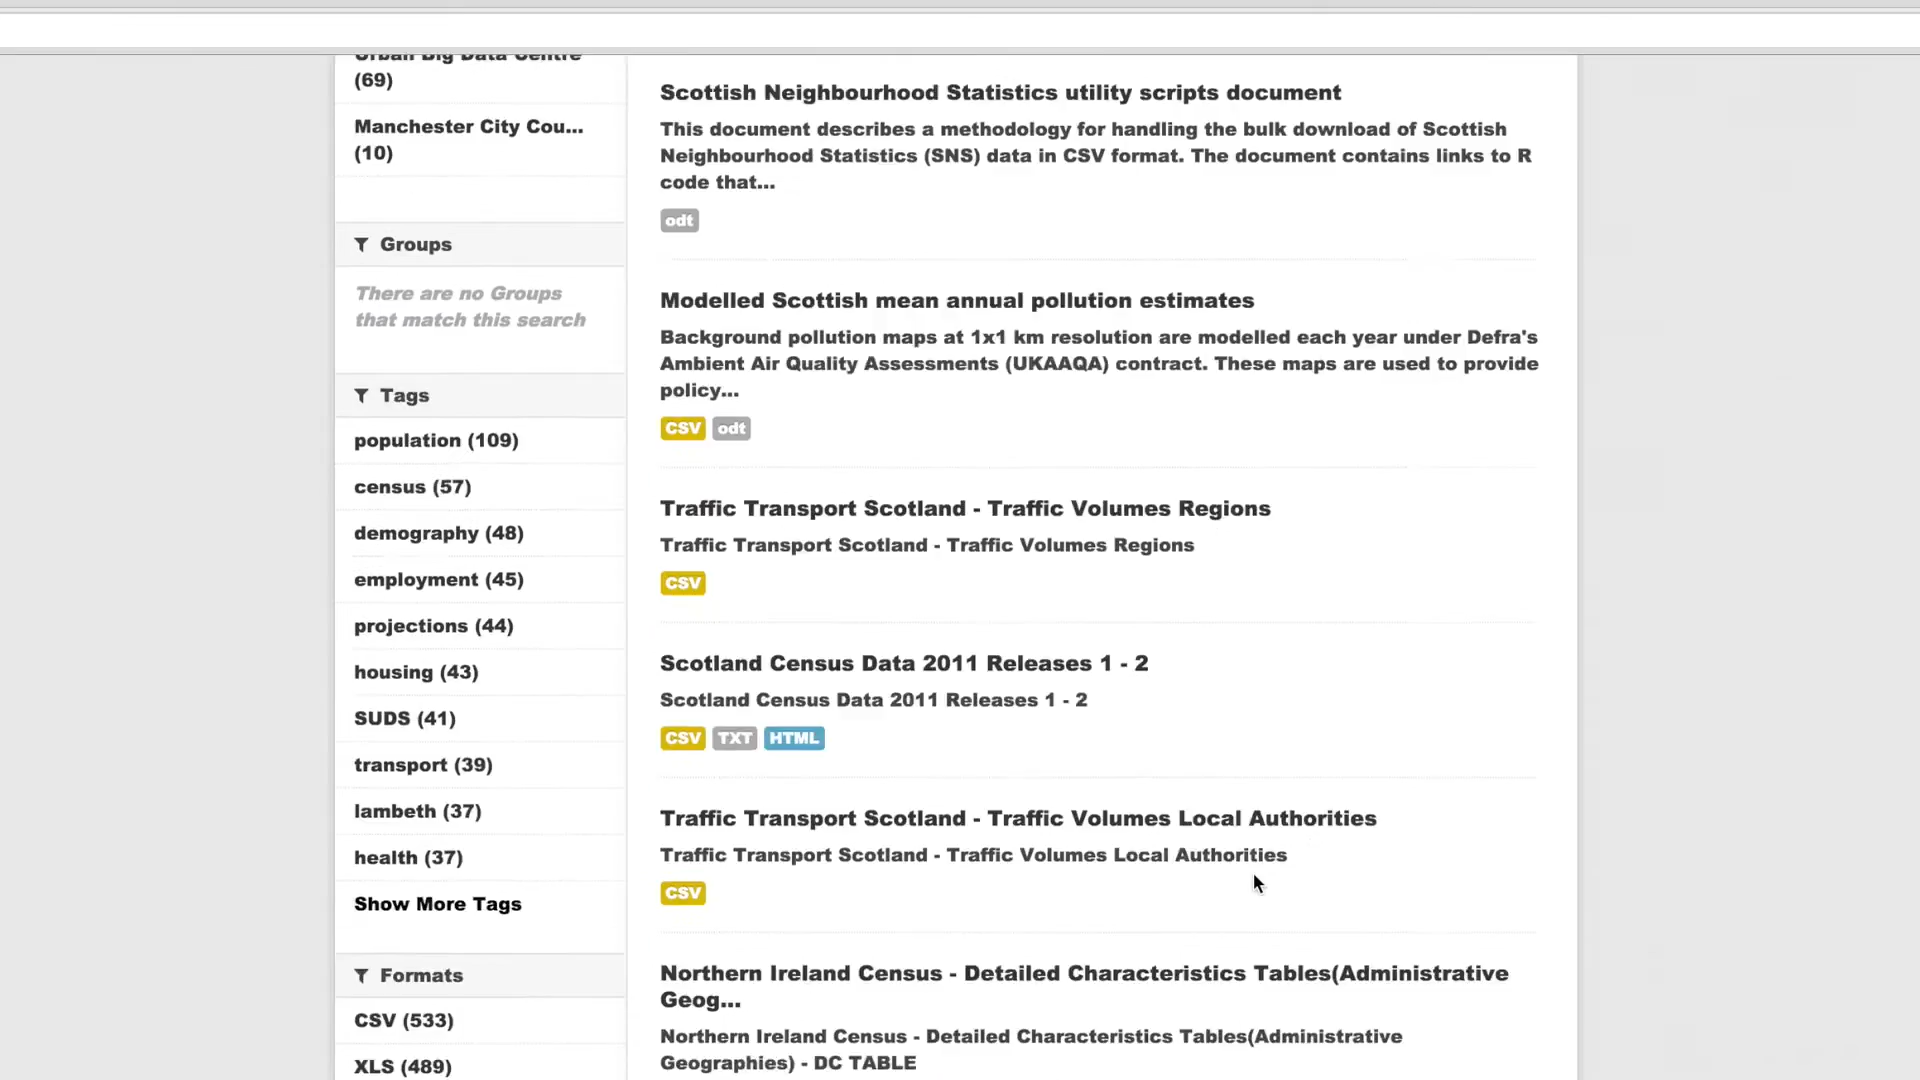 Urban Big Data Centre
(69)
Manchester City Cou...
(10)
Groups
There are no Groups
that match this search
Tags
population (109)
census (57)
demography (48)
employment (45)
projections (44)
housing (43)
SUDS (41)
transport (39)
lambeth (37)
health (37)
Show More Tags
Formats
CSV (533)
XLS (489)
Scottish Neighbourhood Statistics utility scripts document
This document describes a methodology for handling the bulk download of Scottish
Neighbourhood Statistics (SNS) data in CSV format. The document contains links to R
code that...
odt
Modelled Scottish mean annual pollution estimates
Background pollution maps at 1x1 km resolution are modelled each year under Defra's
Ambient Air Quality Assessments (UKAAQA) contract. These maps are used to provide
policy...
CSV odt
Traffic Transport Scotland - Traffic Volumes Regions
Traffic Transport Scotland - Traffic Volumes Regions
CSV
Scotland Census Data 2011 Releases 1 - 2
Scotland Census Data 2011 Releases 1 - 2
CSV TXT HTML
Traffic Transport Scotland - Traffic Volumes Local Authorities
Traffic Transport Scotland - Traffic Volumes Local Authorities
CSV
Northern Ireland Census - Detailed Characteristics Tables(Administrative
Geog...
Northern Ireland Census - Detailed Characteristics Tables(Administrative
Geographies) - DC TABLE